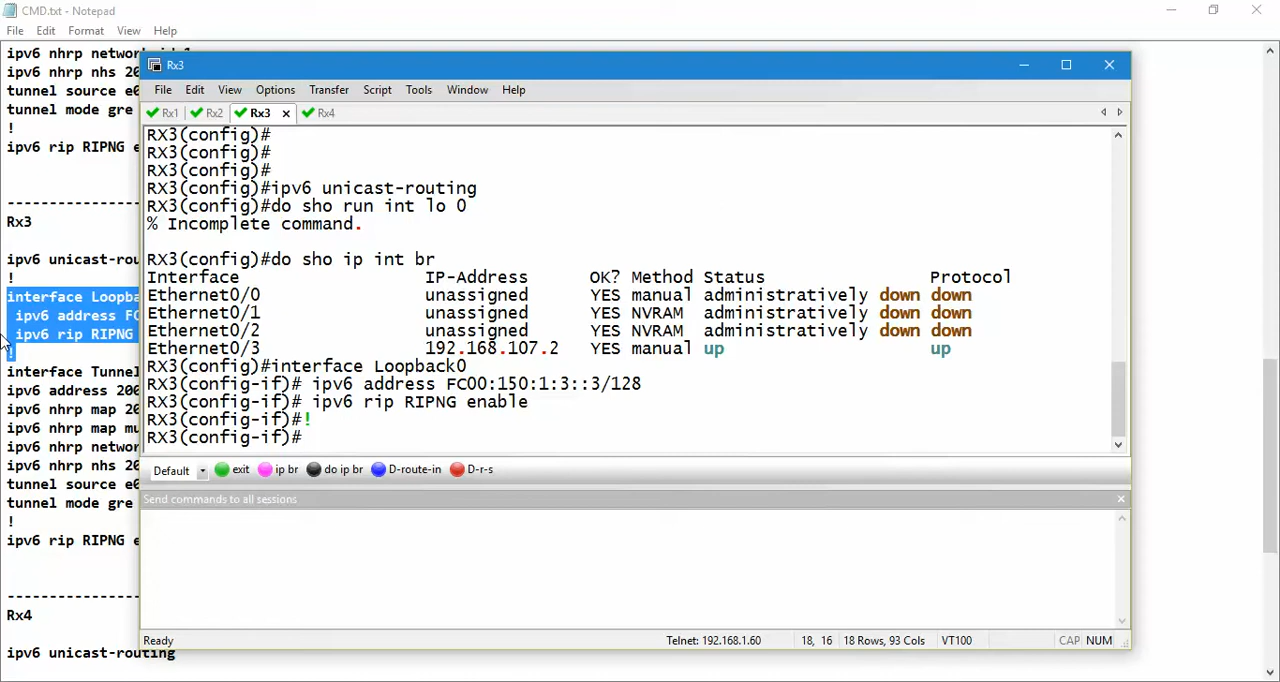 CMD.txt - Notepad
File Edit Format View Help
ipv6 nhrp network-id 1
ipv6 nhrp nhs 20
tunnel source e0
tunnel mode gre
!
ipv6 rip RIPNG e
Rx3
ipv6 unicast-rou
!
interface Loopba
ipv6 address FC
ipv6 rip RIPNG
!
interface Tunnel
ipv6 address 200
ipv6 nhrp map 20
ipv6 nhrp map mu
ipv6 nhrp networ
ipv6 nhrp nhs 20
tunnel source e0
tunnel mode gre
!
ipv6 rip RIPNG e
Rx4
ipv6 unicast-routing
Rx3
File Edit View Options Transfer Script Tools Window Help
Rx1 Rx2 Rx3 x Rx4
RX3(config)#
RX3(config)#
RX3(config)#
RX3(config)#ipv6 unicast-routing
RX3(config)#do sho run int lo 0
% Incomplete command.
RX3(config)#do sho ip int br
Interface IP-Address OK? Method Status Protocol
Ethernet0/0 unassigned YES manual administratively down down
Ethernet0/1 unassigned YES NVRAM administratively down down
Ethernet0/2 unassigned YES NVRAM administratively down down
Ethernet0/3 192.168.107.2 YES manual up up
RX3(config)#interface Loopback0
RX3(config-if)# ipv6 address FC00:150:1:3::3/128
RX3(config-if)# ipv6 rip RIPNG enable
RX3(config-if)#!
RX3(config-if)#
Default exit ip br do ip br D-route-in D-r-s
Send commands to all sessions
Ready Telnet: 192.168.1.60 18, 16 18 Rows, 93 Cols VT100 CAP NUM